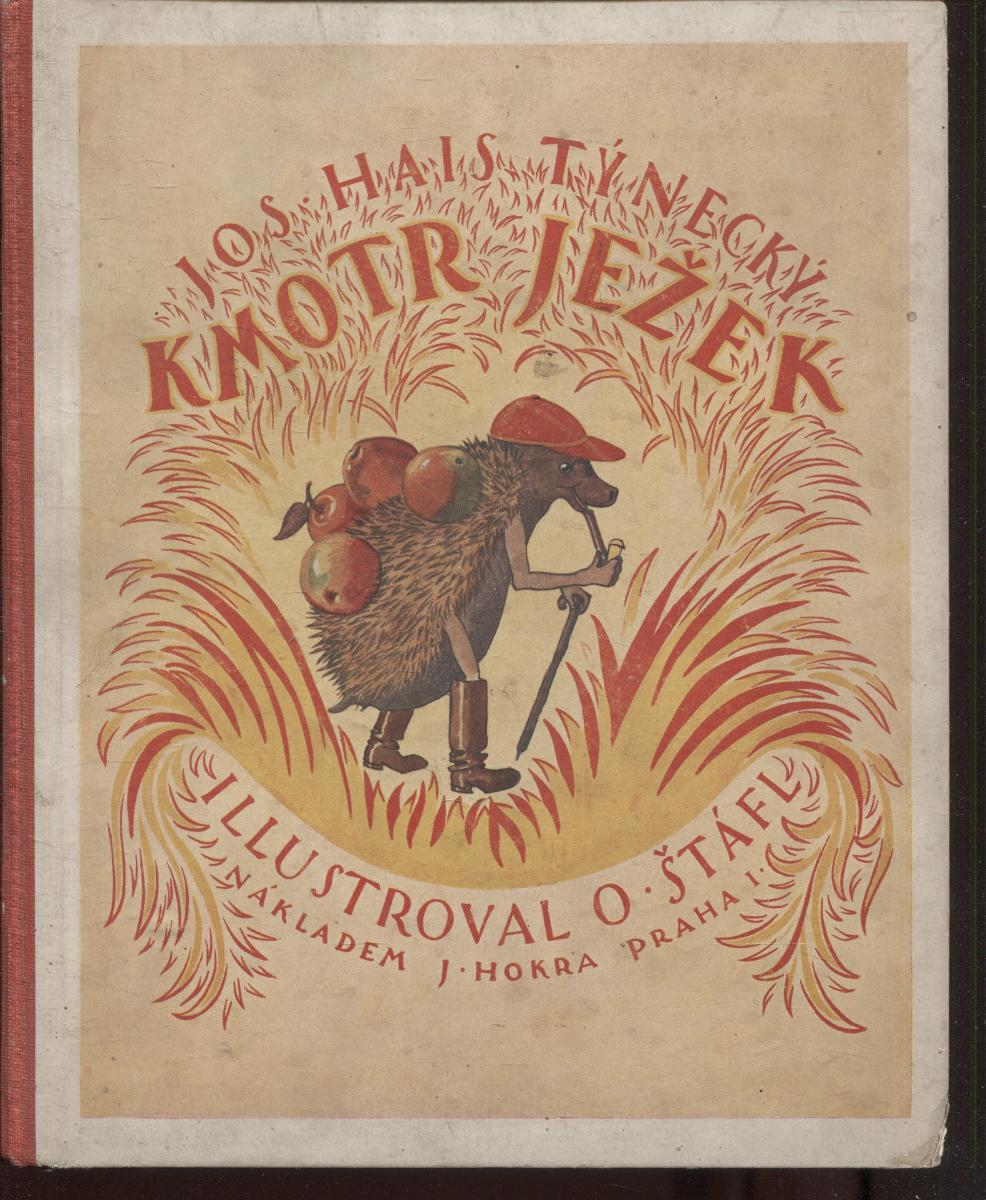 JOS. HAIS TÝNECKÝ
KMOTR JEŽEK
ILLUSTROVAL O. ŠTÁFL
NÁKLADEM J. HOKRA PRAHA I.